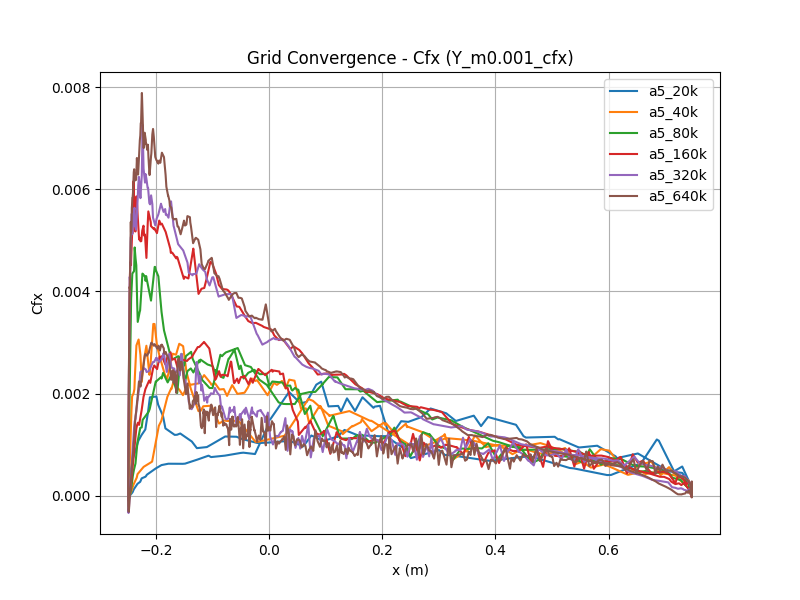 Grid Convergence - Cfx (Y_m0.001_cfx)
a5_20k
a5_40k
a5_80k
a5_160k
a5_320k
a5_640k
0.008
0.006
0.004
0.002
0.000
Cfx
−0.2
0.0
0.2
0.4
0.6
x (m)